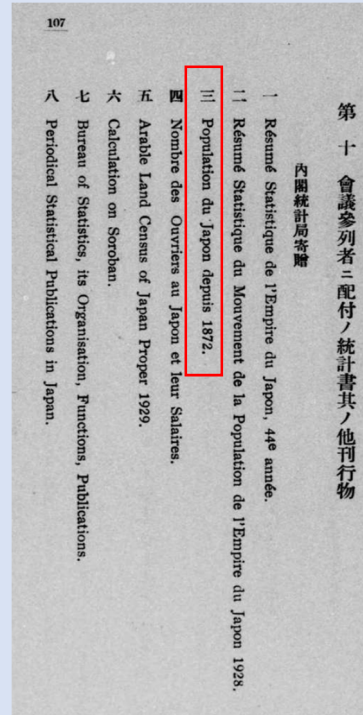 107
第十 會議參列者ニ配付ノ統計書其ノ他刊行物
內閣統計局寄贈
一 Résumé Statistique de l'Empire du Japon, 44e année.
二 Résumé Statistique du Mouvement de la Population de l'Empire du Japon 1928.
三 Population du Japon depuis 1872.
四 Nombre des Ouvriers au Japon et leur Salaires.
五 Arable Land Census of Japan Proper 1929.
六 Calculation on Soroban.
七 Bureau of Statistics, its Organisation, Functions, Publications.
八 Periodical Statistical Publications in Japan.